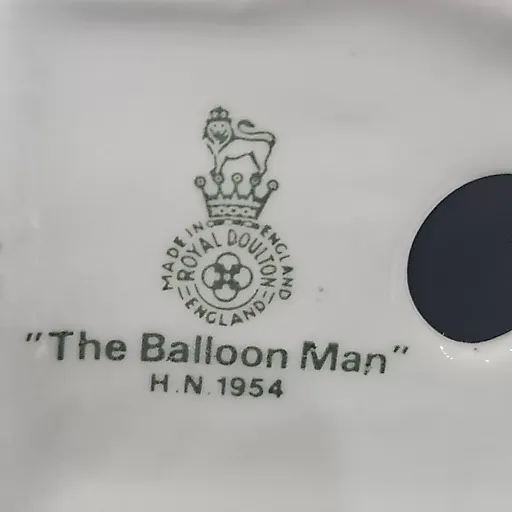 MADE IN ENGLAND
ROYAL DOULTON
ENGLAND
"The Balloon Man"
H.N. 1954